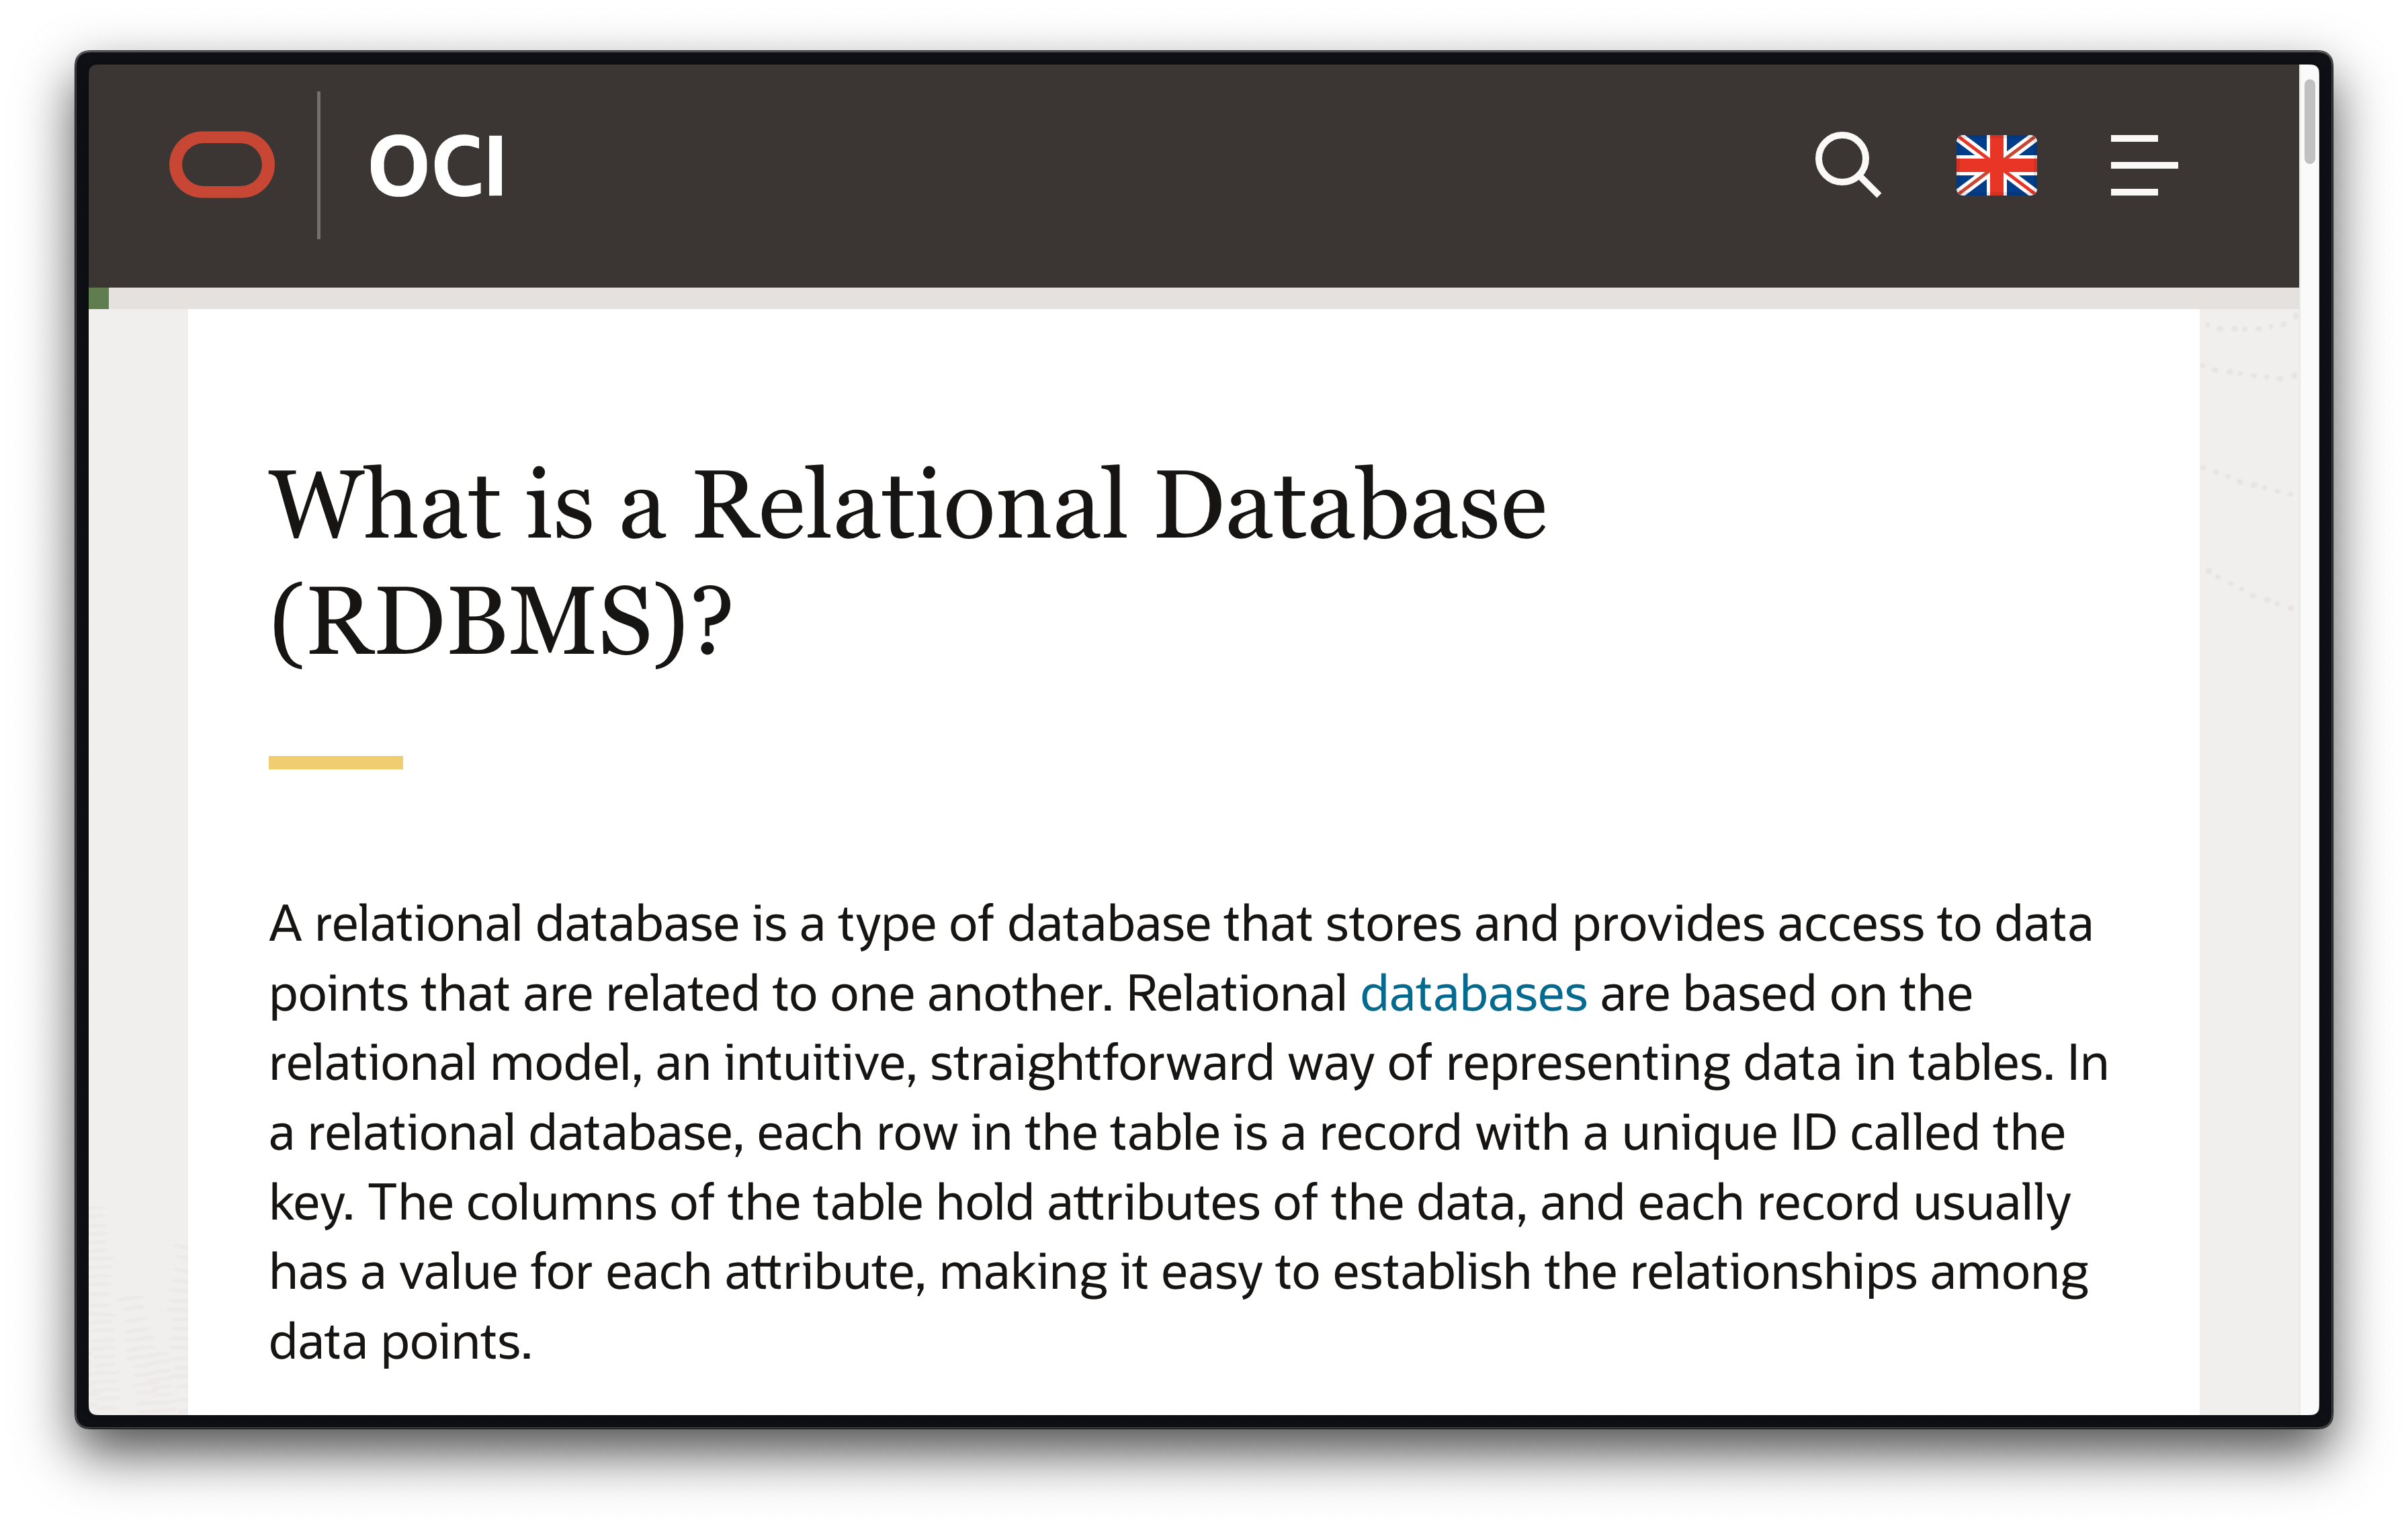 OCI
What is a Relational Database
(RDBMS)?
A relational database is a type of database that stores and provides access to data
points that are related to one another. Relational databases are based on the
relational model, an intuitive, straightforward way of representing data in tables. In
a relational database, each row in the table is a record with a unique ID called the
key. The columns of the table hold attributes of the data, and each record usually
has a value for each attribute, making it easy to establish the relationships among
data points.